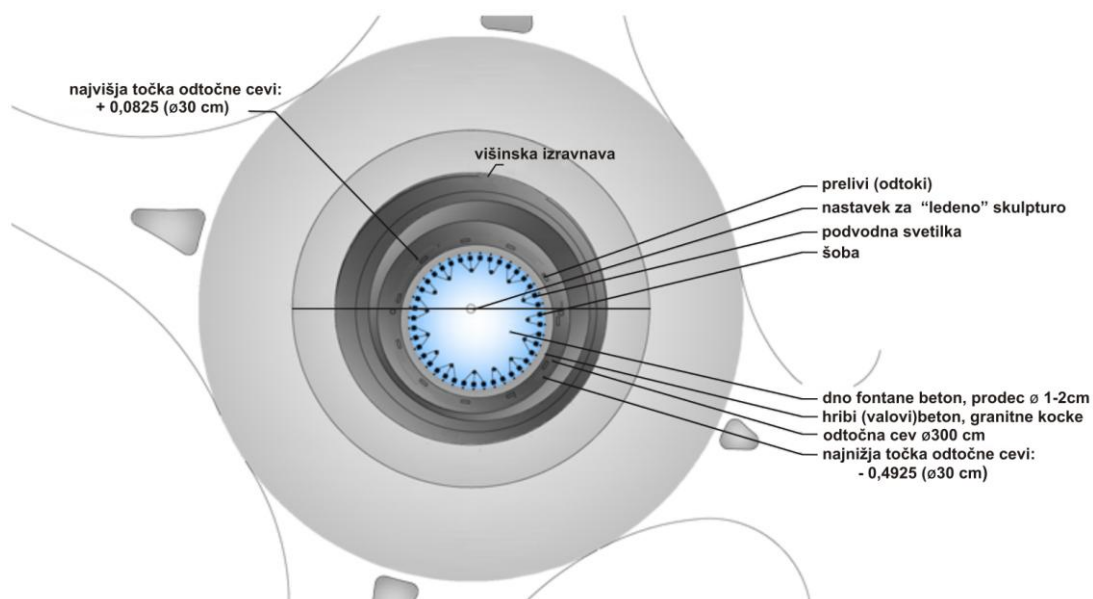 najvišja točka odtočne cevi:
+ 0,0825 (ø30 cm)
višinska izravnava
prelivi (odtoki)
nastavek za “ledeno” skulpturo
podvodna svetilka
šoba
dno fontane beton, prodec ø 1-2cm
hribi (valovi)beton, granitne kocke
odtočna cev ø300 cm
najnižja točka odtočne cevi:
- 0,4925 (ø30 cm)